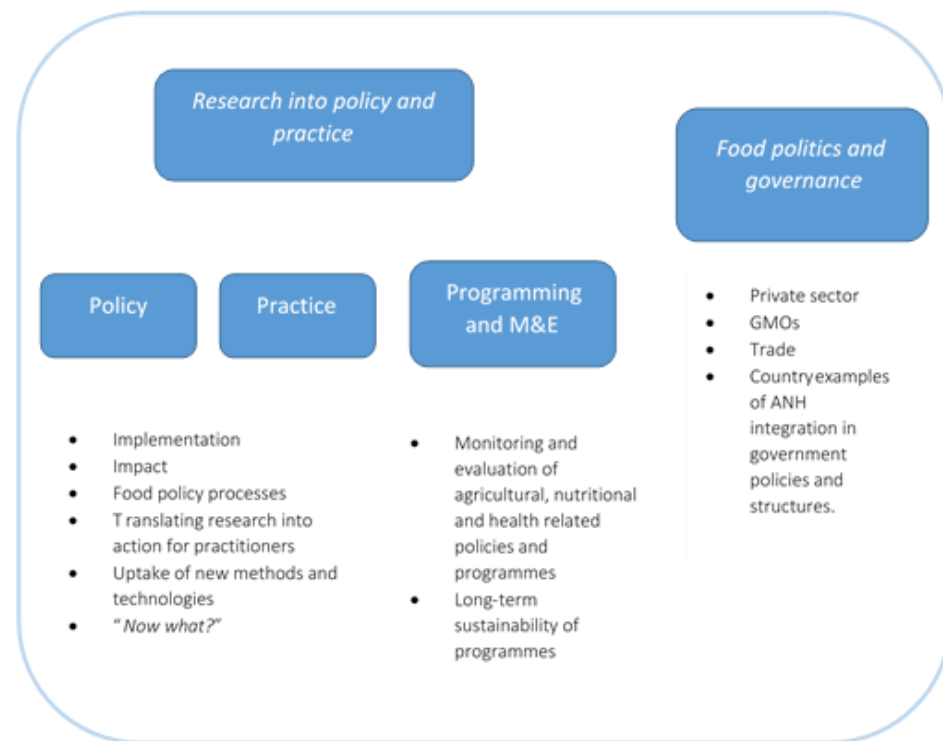 Research into policy and
practice
Food politics and
governance
Policy
Practice
Programming
and M&E
• Private sector
• GMOs
• Trade
• Country examples
of ANH
integration in
government
policies and
structures.
• Implementation
• Impact
• Food policy processes
• Translating research into
action for practitioners
• Uptake of new methods and
technologies
• "Now what?"
• Monitoring and
evaluation of
agricultural, nutritional
and health related
policies and
programmes
• Long-term
sustainability of
programmes